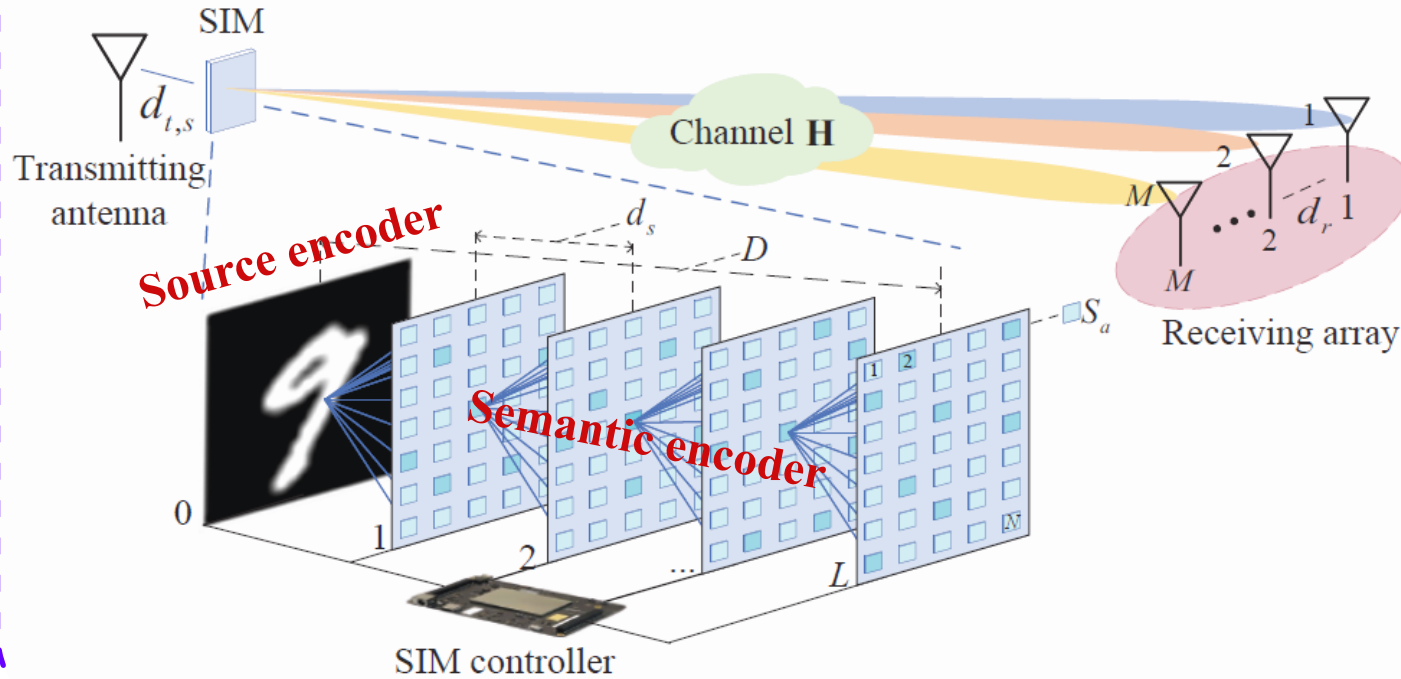 SIM
d_{t,s}
Transmitting
antenna
Channel H
1
2
M
1
2
M
d_r
Receiving array
Source encoder
Semantic encoder
d_s
D
S_a
1
2
N
0
1
2
...
L
SIM controller